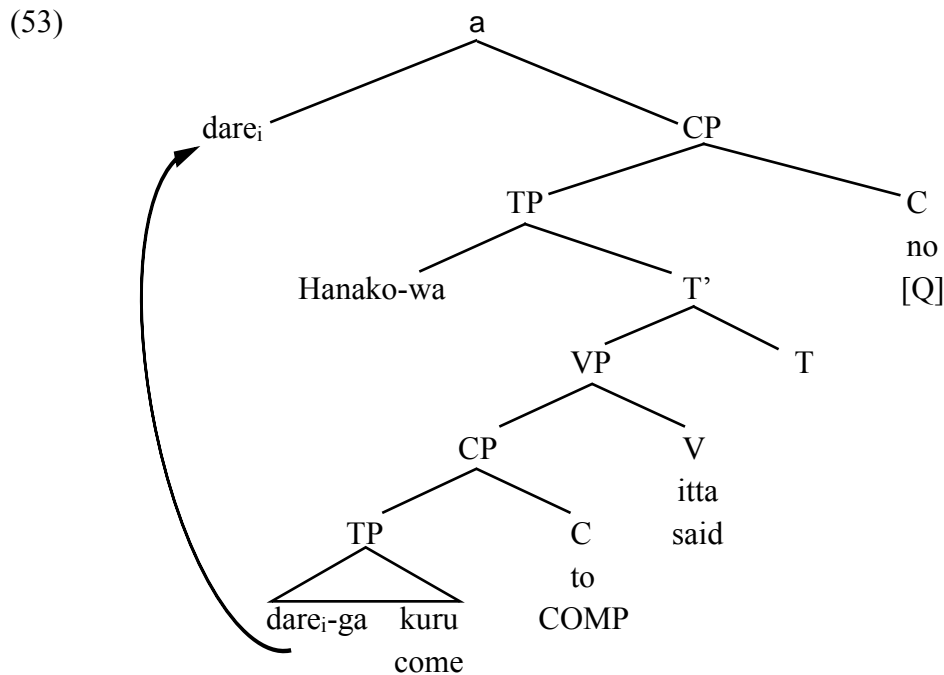 (53)
a
dareᵢ CP
TP C
no
Hanako-wa T’ [Q]
VP T
CP V
itta
TP C said
to
dareᵢ-ga kuru COMP
come